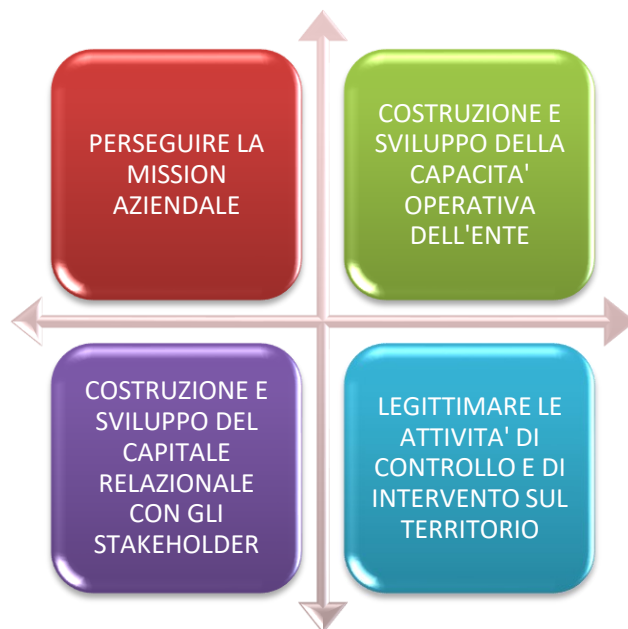 PERSEGUIRE LA
MISSION
AZIENDALE
COSTRUZIONE E
SVILUPPO DELLA
CAPACITA'
OPERATIVA
DELL'ENTE
COSTRUZIONE E
SVILUPPO DEL
CAPITALE
RELAZIONALE
CON GLI
STAKEHOLDER
LEGITTIMARE LE
ATTIVITA' DI
CONTROLLO E DI
INTERVENTO SUL
TERRITORIO